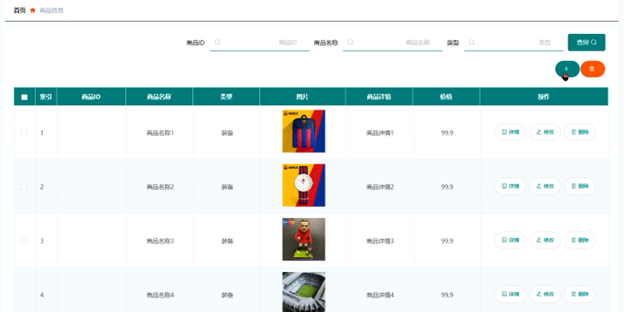 首页 商品信息
商品ID 商品ID 商品名称 商品名称 类型 类型 查询
+
索引 商品ID 商品名称 类型 图片 商品详情 价格 操作
1 商品名称1 装备 商品详情1 99.9 详情 修改 删除
2 商品名称2 装备 商品详情2 99.9 详情 修改 删除
3 商品名称3 装备 商品详情3 99.9 详情 修改 删除
4 商品名称4 装备 商品详情4 99.9 详情 修改 删除